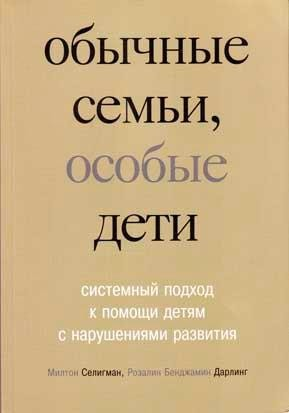 обычные
семьи,
особые
дети
системный подход
к помощи детям
с нарушениями развития
Милтон Селигман, Розалин Бенджамин Дарлинг